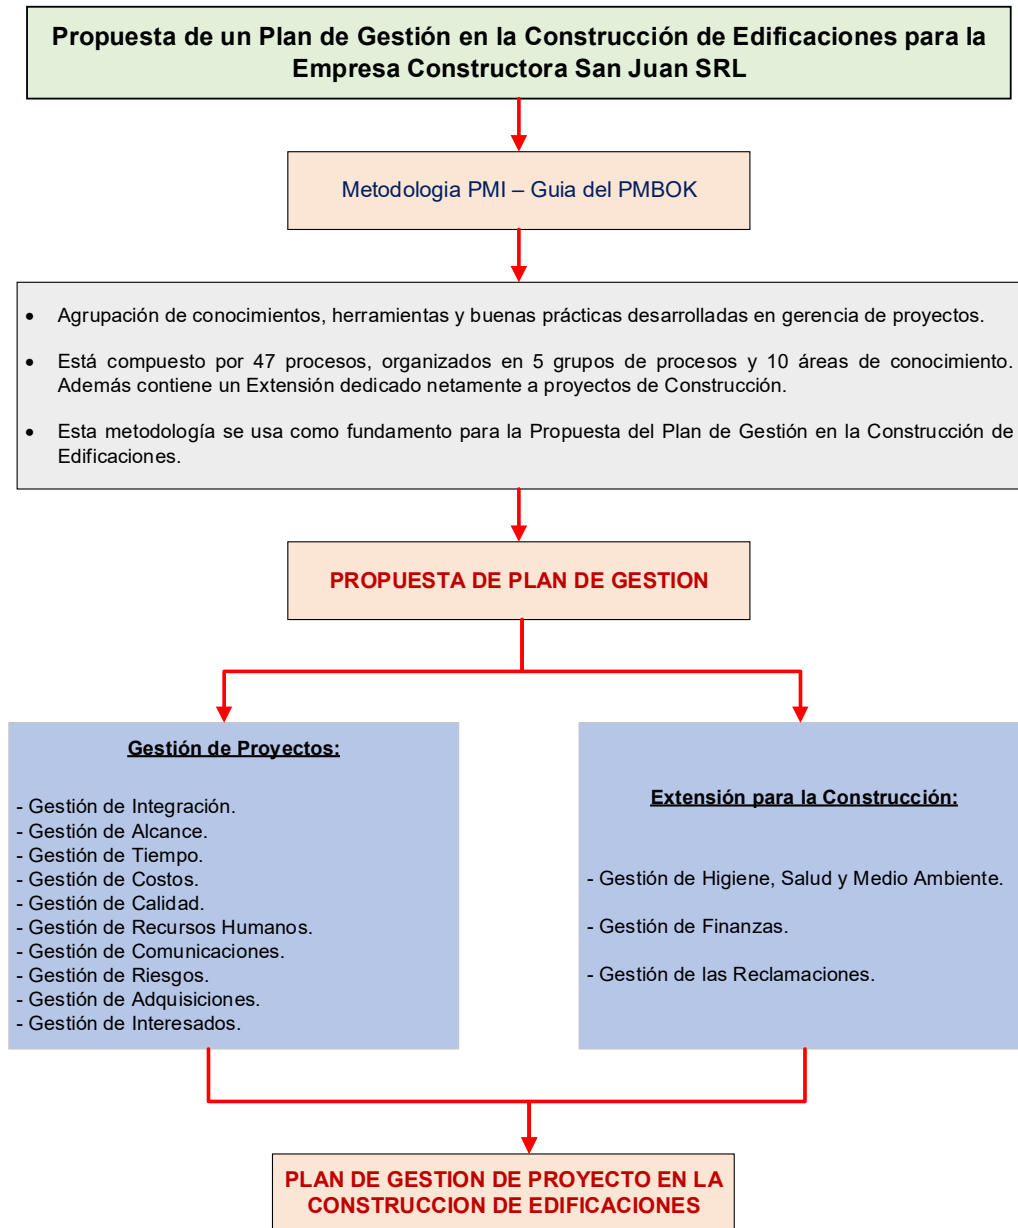 Propuesta de un Plan de Gestión en la Construcción de Edificaciones para la
Empresa Constructora San Juan SRL
Metodologia PMI – Guia del PMBOK
• Agrupación de conocimientos, herramientas y buenas prácticas desarrolladas en gerencia de proyectos.
• Está compuesto por 47 procesos, organizados en 5 grupos de procesos y 10 áreas de conocimiento.
Además contiene un Extensión dedicado netamente a proyectos de Construcción.
• Esta metodología se usa como fundamento para la Propuesta del Plan de Gestión en la Construcción de
Edificaciones.
PROPUESTA DE PLAN DE GESTION
Gestión de Proyectos:
- Gestión de Integración.
- Gestión de Alcance.
- Gestión de Tiempo.
- Gestión de Costos.
- Gestión de Calidad.
- Gestión de Recursos Humanos.
- Gestión de Comunicaciones.
- Gestión de Riesgos.
- Gestión de Adquisiciones.
- Gestión de Interesados.
Extensión para la Construcción:
- Gestión de Higiene, Salud y Medio Ambiente.
- Gestión de Finanzas.
- Gestión de las Reclamaciones.
PLAN DE GESTION DE PROYECTO EN LA
CONSTRUCCION DE EDIFICACIONES